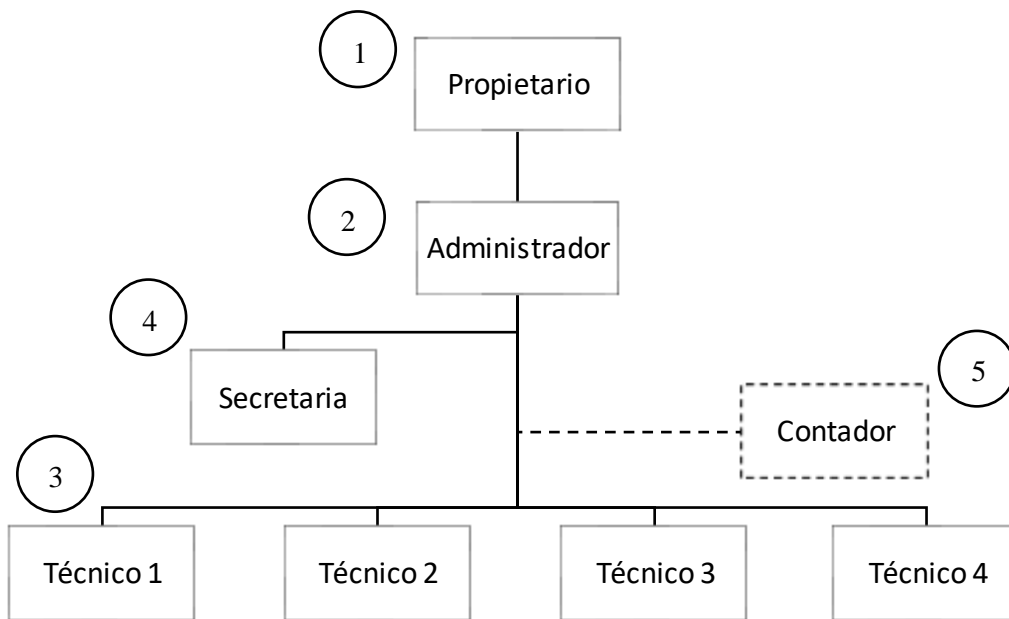 1
Propietario
2
Administrador
4
Secretaria
5
Contador
3
Técnico 1
Técnico 2
Técnico 3
Técnico 4